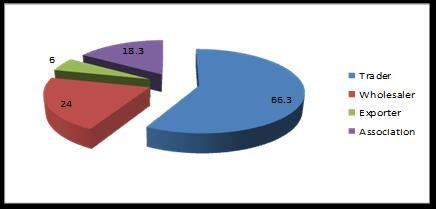 18.3
6
24
66.3
Trader
Wholesaler
Exporter
Association